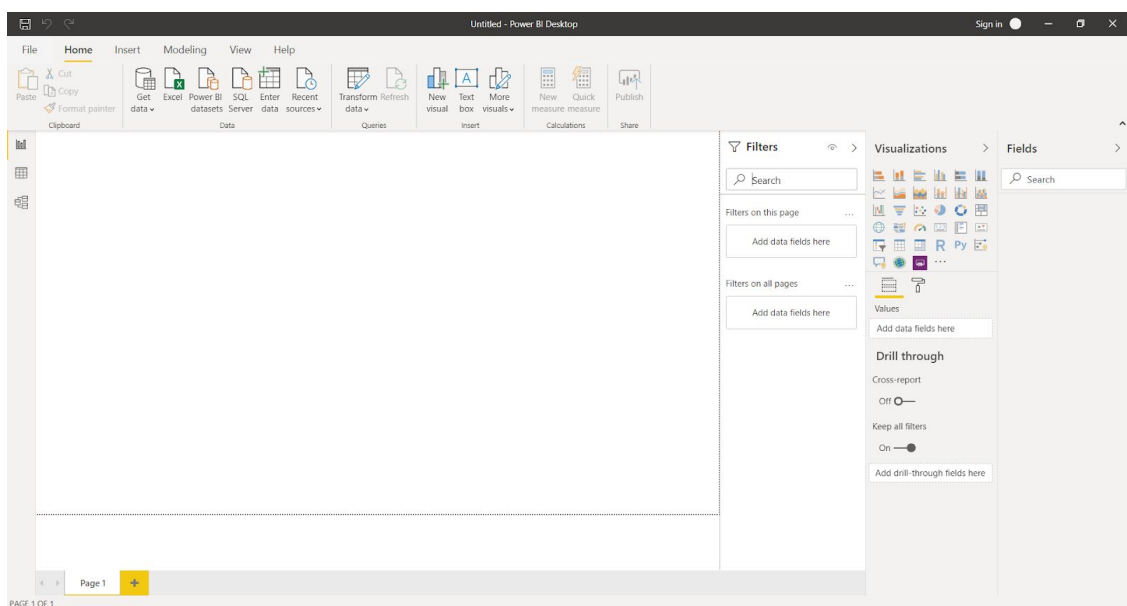 Untitled - Power BI Desktop
Sign in
File Home Insert Modeling View Help
Paste
Cut
Copy
Format painter
Clipboard
Get data
Excel
Power BI datasets
SQL Server
Enter data
Recent sources
Data
Transform data
Refresh
Queries
New visual
Text box
More visuals
Insert
New measure
Quick measure
Calculations
Publish
Share
Filters
Search
Filters on this page ...
Add data fields here
Filters on all pages ...
Add data fields here
Visualizations
R Py
...
Values
Add data fields here
Drill through
Cross-report
Off
Keep all filters
On
Add drill-through fields here
Fields
Search
Page 1
PAGE 1 OF 1